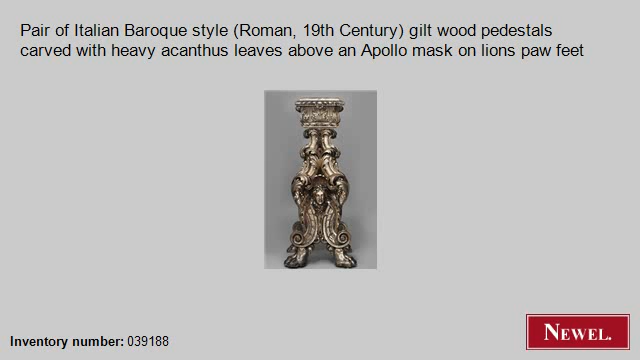 Pair of Italian Baroque style (Roman, 19th Century) gilt wood pedestals
carved with heavy acanthus leaves above an Apollo mask on lions paw feet
Inventory number: 039188
NEWEL.